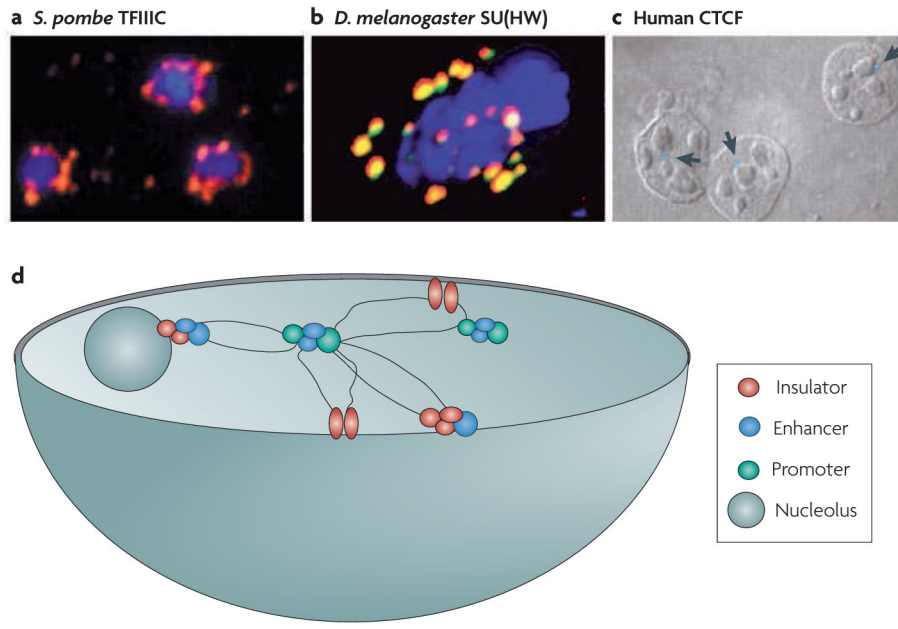 a S. pombe TFIIIC
b D. melanogaster SU(HW)
c Human CTCF
d
Insulator
Enhancer
Promoter
Nucleolus